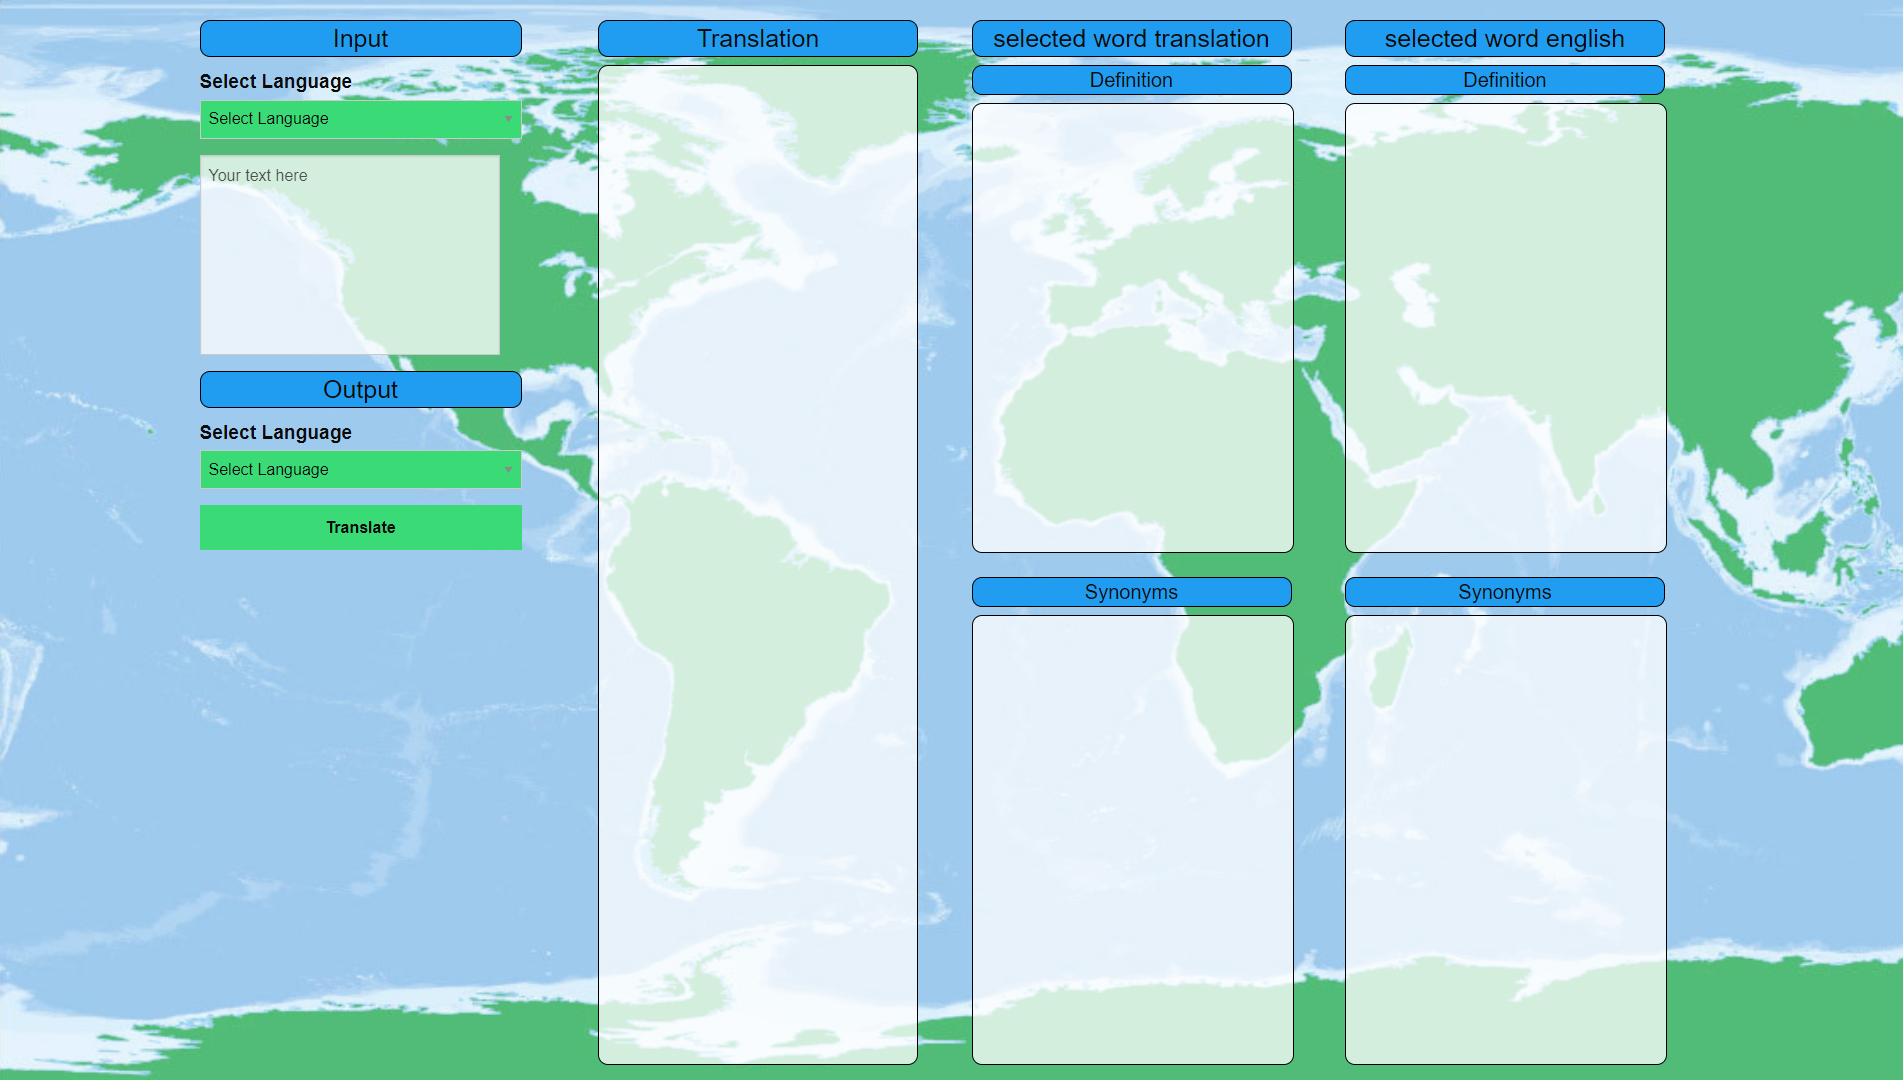 Input
Select Language
Select Language
Your text here
Output
Select Language
Select Language
Translate
Translation
selected word translation
Definition
Synonyms
selected word english
Definition
Synonyms